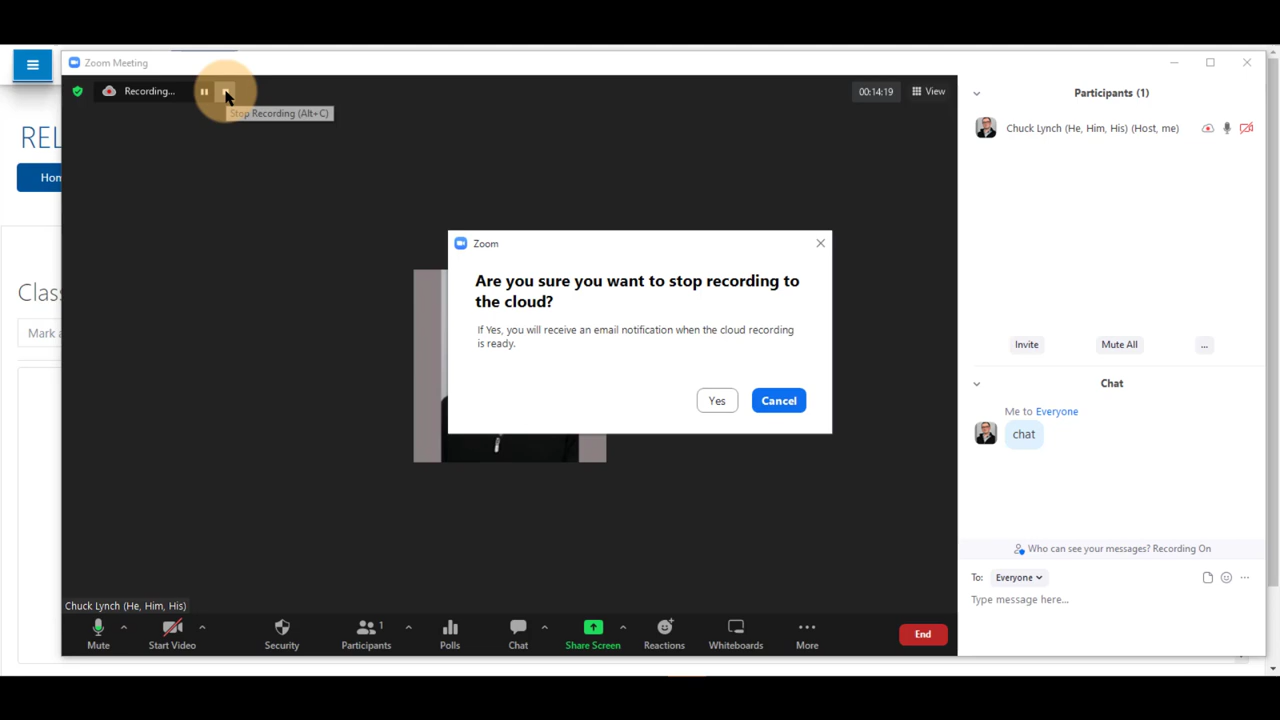 Zoom Meeting
Recording...
Stop Recording (Alt+C)
00:14:19
View
Participants (1)
Chuck Lynch (He, Him, His) (Host, me)
Invite
Mute All
...
Chat
Me to Everyone
chat
Who can see your messages? Recording On
To: Everyone
Type message here...
REL
Hom
Class
Mark a
Zoom
Are you sure you want to stop recording to
the cloud?
If Yes, you will receive an email notification when the cloud recording
is ready.
Yes
Cancel
Chuck Lynch (He, Him, His)
Mute
Start Video
Security
1
Participants
Polls
Chat
Share Screen
Reactions
Whiteboards
More
End